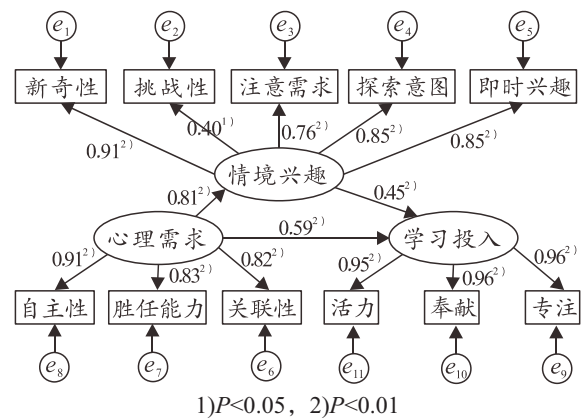 e₁ e₂ e₃ e₄ e₅
新奇性 挑战性 注意需求 探索意图 即时兴趣
0.91²⁾ 0.40¹⁾ 0.76²⁾ 0.85²⁾ 0.85²⁾
情境兴趣
0.81²⁾ 0.45²⁾
心理需求 0.59²⁾ 学习投入
0.91²⁾ 0.83²⁾ 0.82²⁾ 0.95²⁾ 0.96²⁾ 0.96²⁾
自主性 胜任能力 关联性 活力 奉献 专注
e₈ e₇ e₆ e₁₁ e₁₀ e₉
1)P<0.05，2)P<0.01